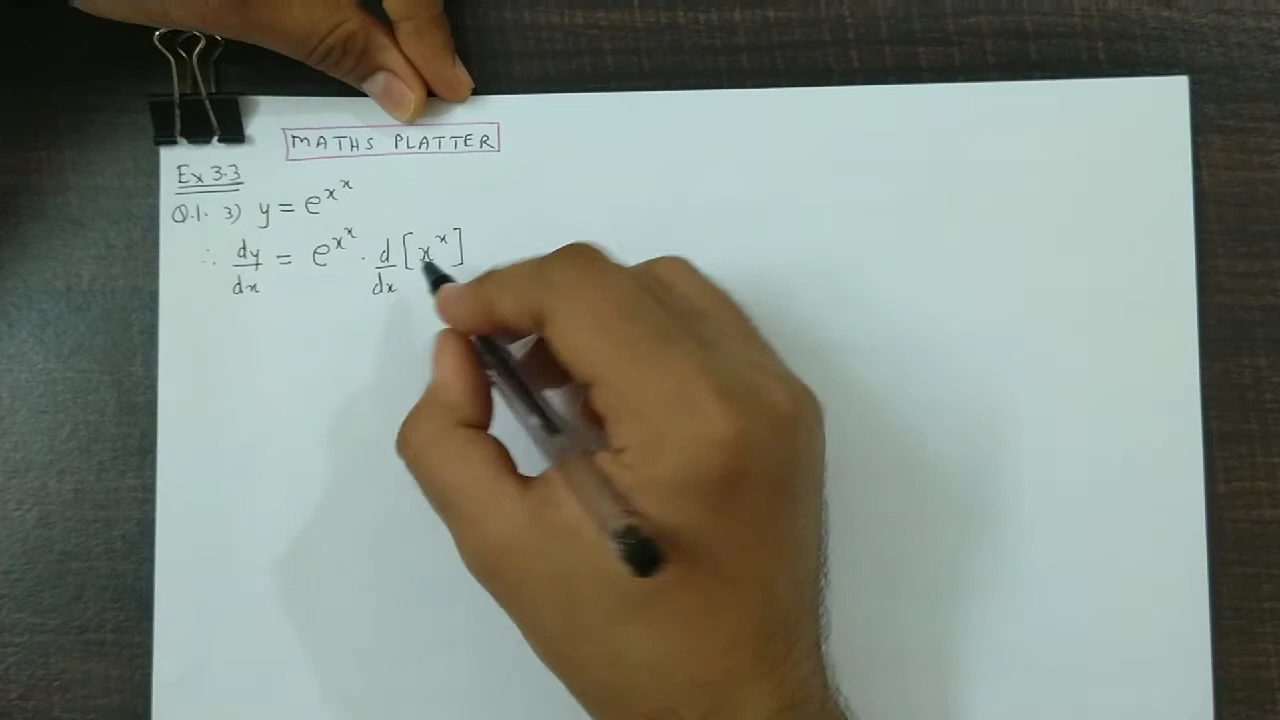 MATHS PLATTER
Ex 3.3
Q.1. 3) y = e^{x^x}
∴ dy/dx = e^{x^x} · d/dx [x^x]